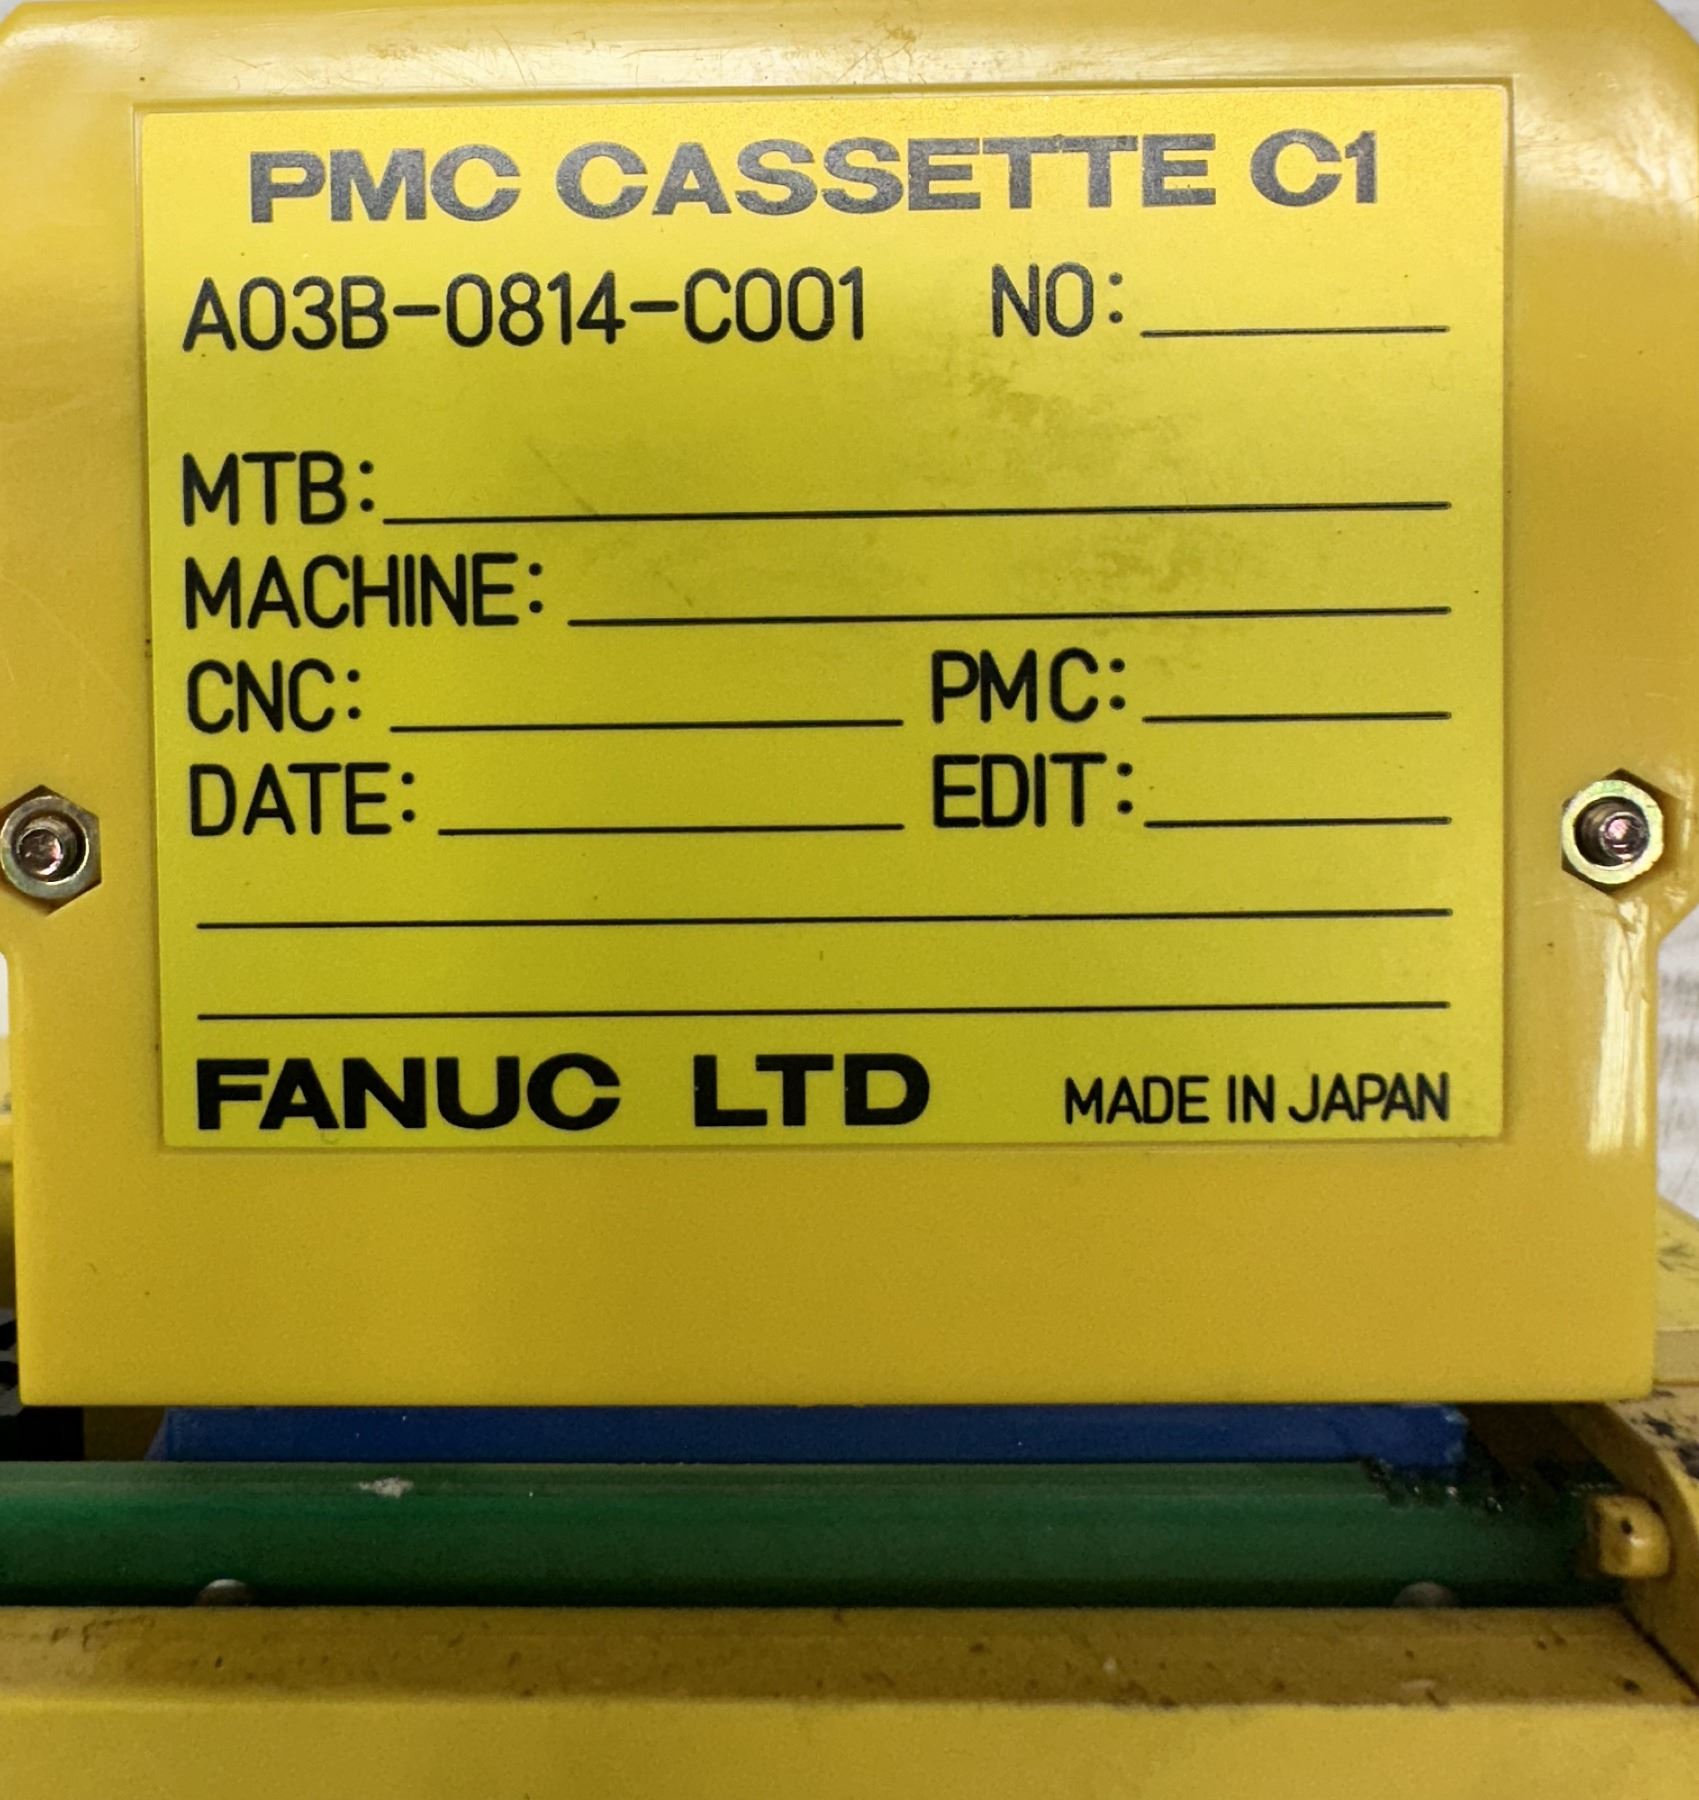 PMC CASSETTE C1
A03B-0814-C001 NO:
MTB:
MACHINE:
CNC: PMC:
DATE: EDIT:
FANUC LTD MADE IN JAPAN